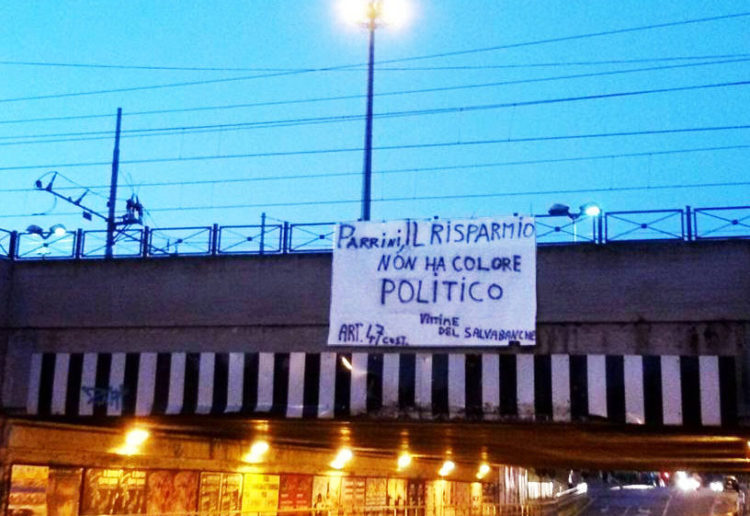 PARRINI, IL RISPARMIO
NON HA COLORE
POLITICO
VITTIME
DEL SALVABANCHE
ART. 47 COST.